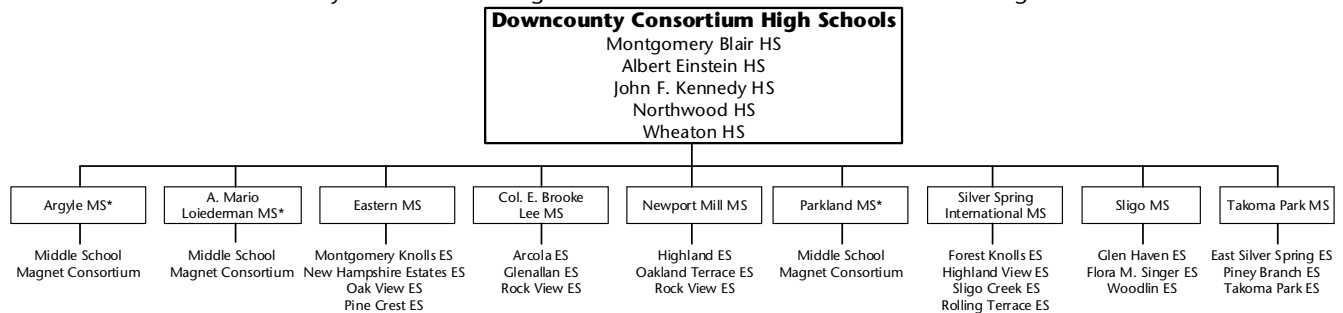 Downcounty Consortium High Schools
Montgomery Blair HS
Albert Einstein HS
John F. Kennedy HS
Northwood HS
Wheaton HS
Argyle MS*
Middle School
Magnet Consortium
A. Mario
Loiederman MS*
Middle School
Magnet Consortium
Eastern MS
Montgomery Knolls ES
New Hampshire Estates ES
Oak View ES
Pine Crest ES
Col. E. Brooke
Lee MS
Arcola ES
Glenallan ES
Rock View ES
Newport Mill MS
Highland ES
Oakland Terrace ES
Rock View ES
Parkland MS*
Middle School
Magnet Consortium
Silver Spring
International MS
Forest Knolls ES
Highland View ES
Sligo Creek ES
Rolling Terrace ES
Sligo MS
Glen Haven ES
Flora M. Singer ES
Woodlin ES
Takoma Park MS
East Silver Spring ES
Piney Branch ES
Takoma Park ES